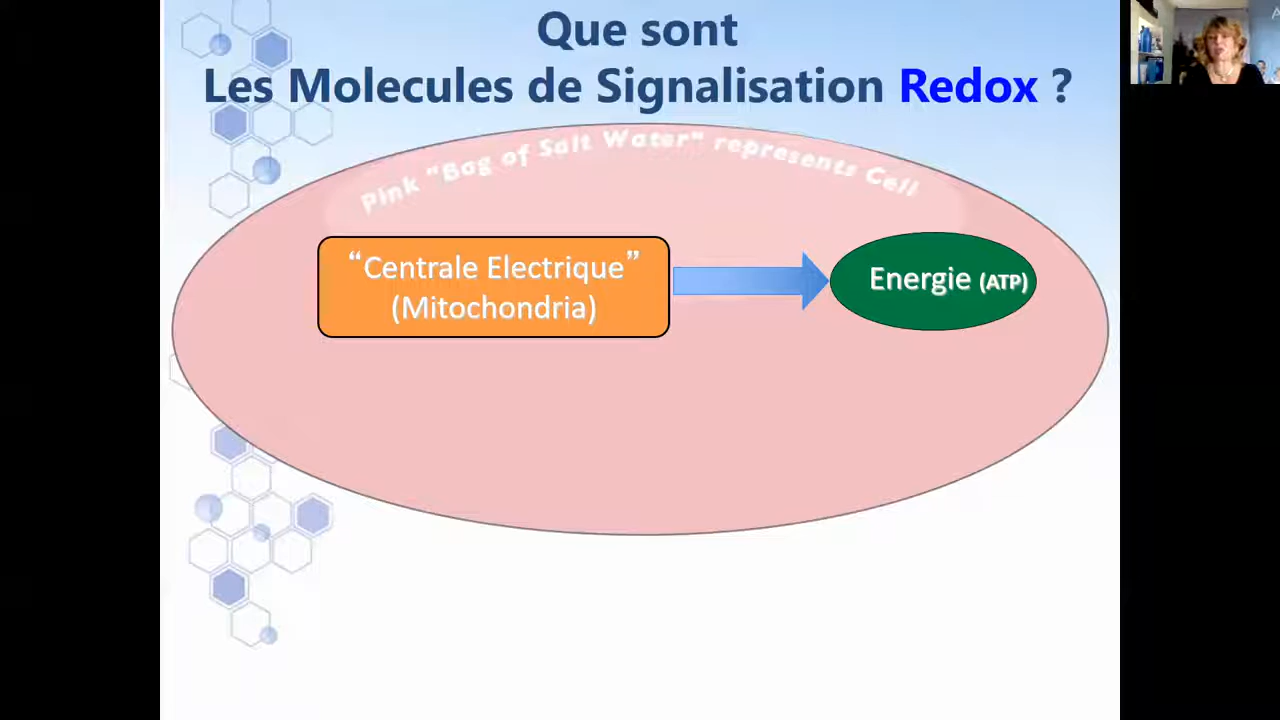 Que sont
Les Molecules de Signalisation Redox ?
Pink "Bag of Salt Water" represents Cell
“Centrale Electrique”
(Mitochondria)
Energie (ATP)